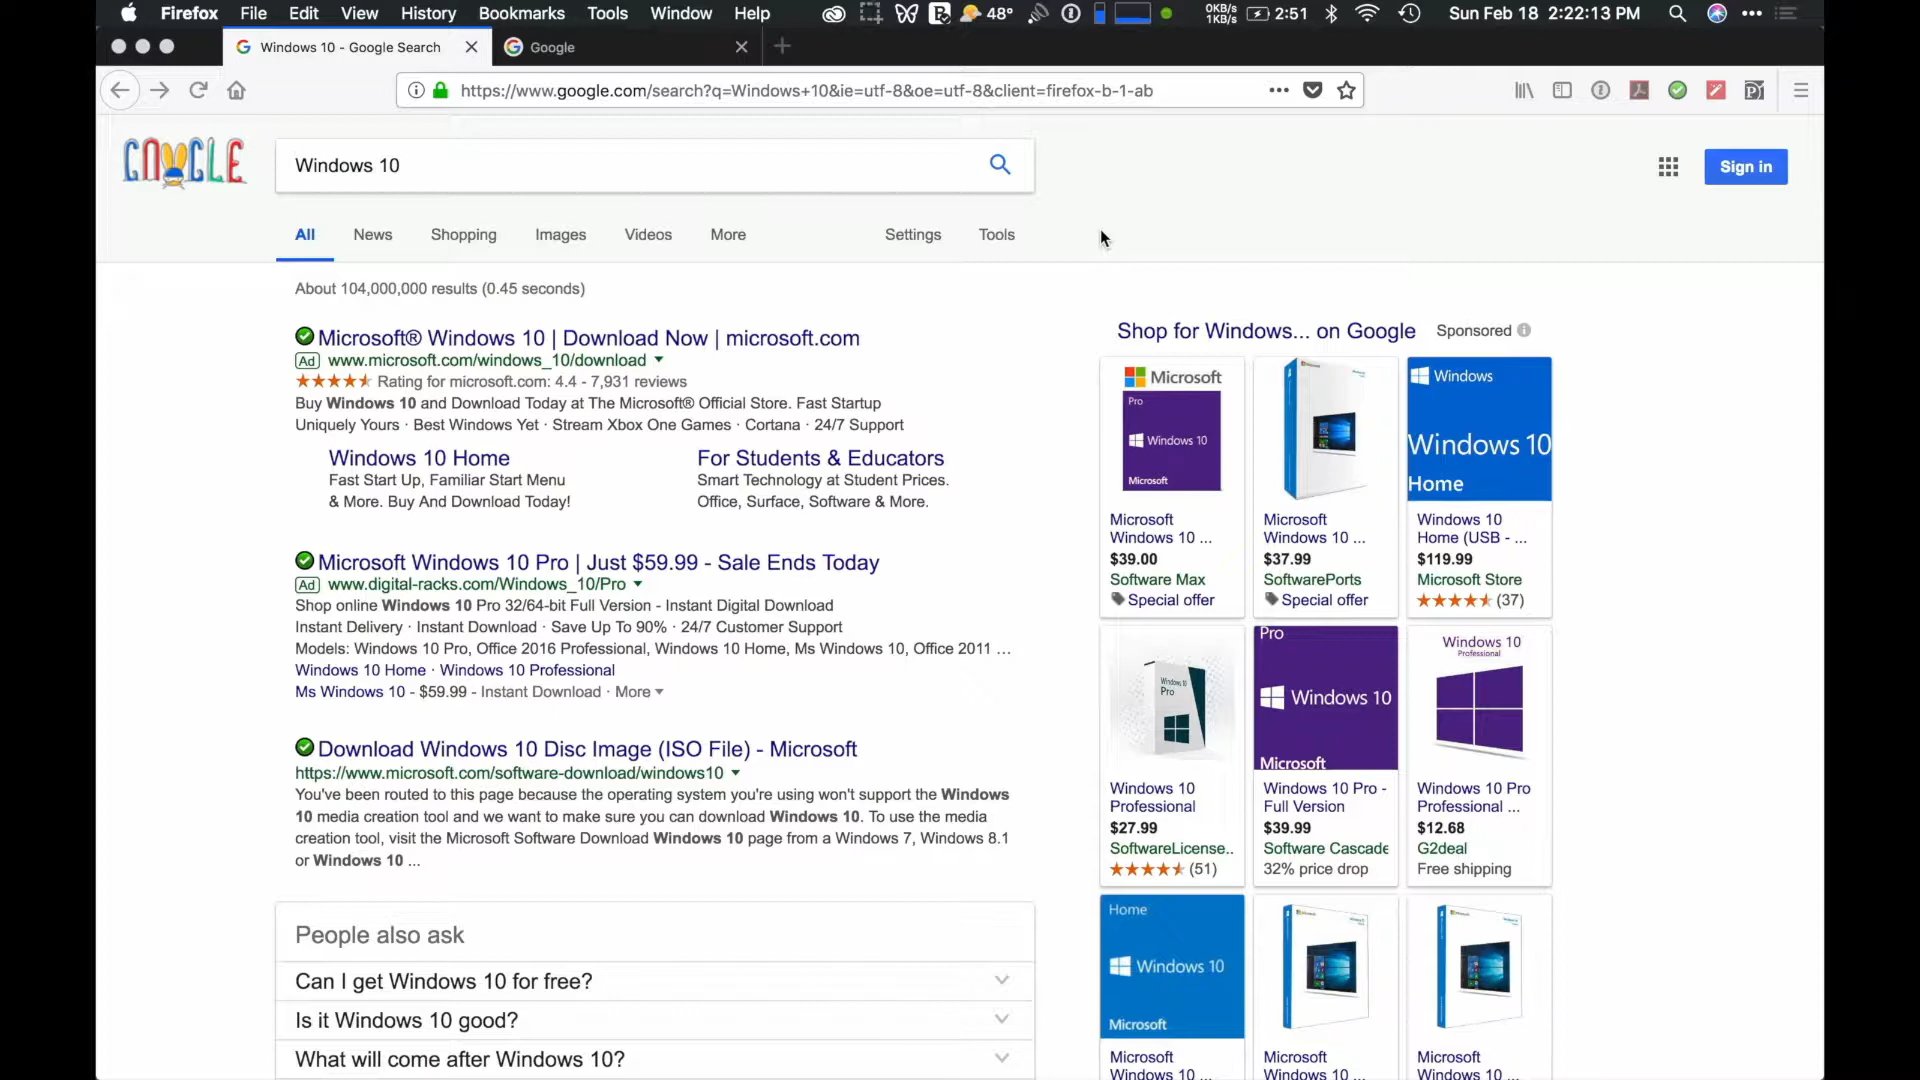 Firefox File Edit View History Bookmarks Tools Window Help 48° 0KB/s 1KB/s 2:51 Sun Feb 18 2:22:13 PM
Windows 10 - Google Search
Google
https://www.google.com/search?q=Windows+10&ie=utf-8&oe=utf-8&client=firefox-b-1-ab
Windows 10
Sign in
All News Shopping Images Videos More Settings Tools
About 104,000,000 results (0.45 seconds)
Microsoft® Windows 10 | Download Now | microsoft.com
Ad www.microsoft.com/windows_10/download
Rating for microsoft.com: 4.4 - 7,931 reviews
Buy Windows 10 and Download Today at The Microsoft® Official Store. Fast Startup
Uniquely Yours · Best Windows Yet · Stream Xbox One Games · Cortana · 24/7 Support
Windows 10 Home
Fast Start Up, Familiar Start Menu
& More. Buy And Download Today!
For Students & Educators
Smart Technology at Student Prices.
Office, Surface, Software & More.
Microsoft Windows 10 Pro | Just $59.99 - Sale Ends Today
Ad www.digital-racks.com/Windows_10/Pro
Shop online Windows 10 Pro 32/64-bit Full Version - Instant Digital Download
Instant Delivery · Instant Download · Save Up To 90% · 24/7 Customer Support
Models: Windows 10 Pro, Office 2016 Professional, Windows 10 Home, Ms Windows 10, Office 2011 ...
Windows 10 Home · Windows 10 Professional
Ms Windows 10 - $59.99 - Instant Download · More
Download Windows 10 Disc Image (ISO File) - Microsoft
https://www.microsoft.com/software-download/windows10
You've been routed to this page because the operating system you're using won't support the Windows
10 media creation tool and we want to make sure you can download Windows 10. To use the media
creation tool, visit the Microsoft Software Download Windows 10 page from a Windows 7, Windows 8.1
or Windows 10 ...
People also ask
Can I get Windows 10 for free?
Is it Windows 10 good?
What will come after Windows 10?
Shop for Windows... on Google Sponsored
Microsoft
Pro
Windows 10
Microsoft
Microsoft
Windows 10 ...
$39.00
Software Max
Special offer
Microsoft
Windows 10 ...
$37.99
SoftwarePorts
Special offer
Windows
Windows 10
Home
Windows 10
Home (USB - ...
$119.99
Microsoft Store
(37)
Windows 10
Pro
Windows 10
Professional
$27.99
SoftwareLicense..
(51)
Pro
Windows 10
Microsoft
Windows 10 Pro -
Full Version
$39.99
Software Cascade
32% price drop
Windows 10
Professional
Windows 10 Pro
Professional ...
$12.68
G2deal
Free shipping
Home
Windows 10
Microsoft
Microsoft
Windows 10 ...
Microsoft
Windows 10 ...
Microsoft
Windows 10 ...